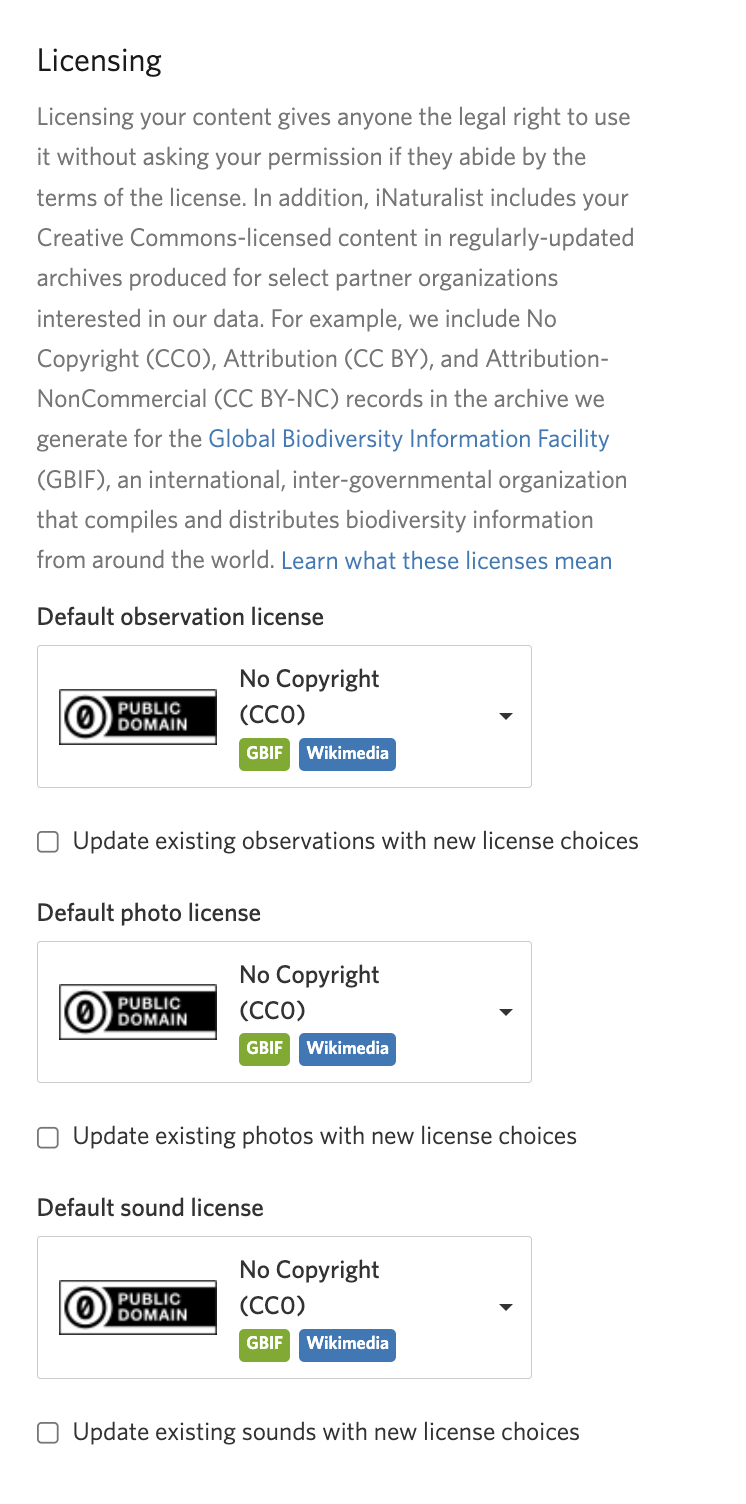 Licensing
Licensing your content gives anyone the legal right to use
it without asking your permission if they abide by the
terms of the license. In addition, iNaturalist includes your
Creative Commons-licensed content in regularly-updated
archives produced for select partner organizations
interested in our data. For example, we include No
Copyright (CC0), Attribution (CC BY), and Attribution-
NonCommercial (CC BY-NC) records in the archive we
generate for the Global Biodiversity Information Facility
(GBIF), an international, inter-governmental organization
that compiles and distributes biodiversity information
from around the world. Learn what these licenses mean
Default observation license
0 PUBLIC
DOMAIN
No Copyright
(CC0)
GBIF Wikimedia
Update existing observations with new license choices
Default photo license
0 PUBLIC
DOMAIN
No Copyright
(CC0)
GBIF Wikimedia
Update existing photos with new license choices
Default sound license
0 PUBLIC
DOMAIN
No Copyright
(CC0)
GBIF Wikimedia
Update existing sounds with new license choices